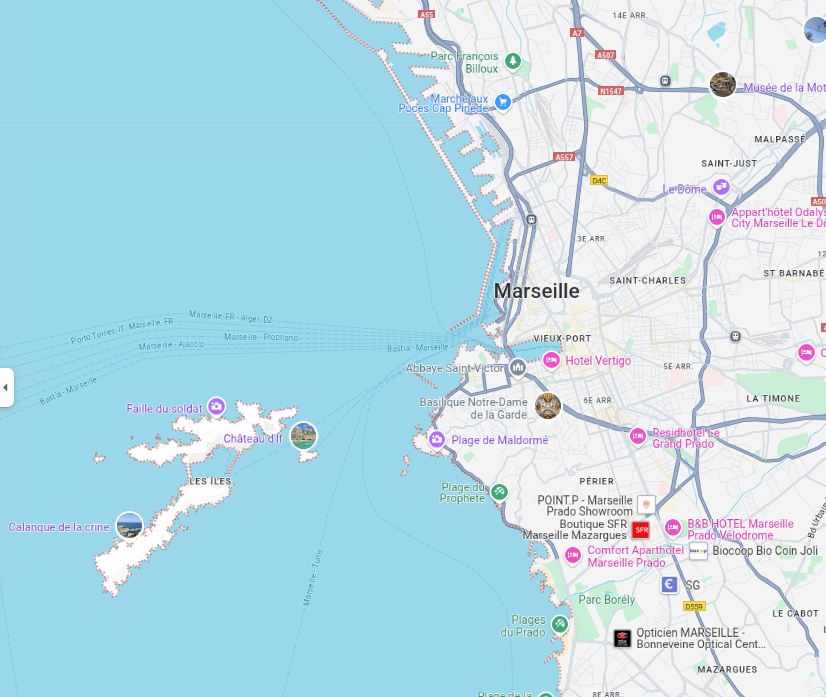 A55
14E ARR.
A7
Parc François
Billoux
A507
Marché aux
Puces Cap Pinède
N1547
Musée de la Mot
MALPASSÉ
A557
SAINT-JUST
D4C
Le Dôme
A50
Appart'hôtel Odalys
City Marseille Le Dô
3E ARR.
12
SAINT-CHARLES
ST BARNABÉ
Marseille
Marseille, FR - Alger, DZ
Porto Torres, IT - Marseille, FR
Marseille - Propriano
Marseille - Ajaccio
Bastia - Marseille
VIEUX-PORT
A
Hotel Vertigo
C
Abbaye Saint-Victor
5E ARR.
Bastia - Marseille
LA TIMONE
Basilique Notre-Dame
de la Garde
6E ARR.
Faille du soldat
Château d'If
Plage de Maldormé
Residhotel Le
Grand Prado
LES ÎLES
PÉRIER
Plage du
Prophète
POINT.P - Marseille
Prado Showroom
Calanque de la crine
Boutique SFR
Marseille Mazargues
SFR
B&B HOTEL Marseille
Prado Vélodrome
Bd Urbain
Comfort Aparthotel
Marseille Prado
Biocoop Bio Coin Joli
Marseille - Tunis
€
SG
Parc Borély
D559
LE CABOT
Plages
du Prado
Opticien MARSEILLE -
Bonneveine Optical Cent...
MAZARGUES
Plage de la
8E ARR.